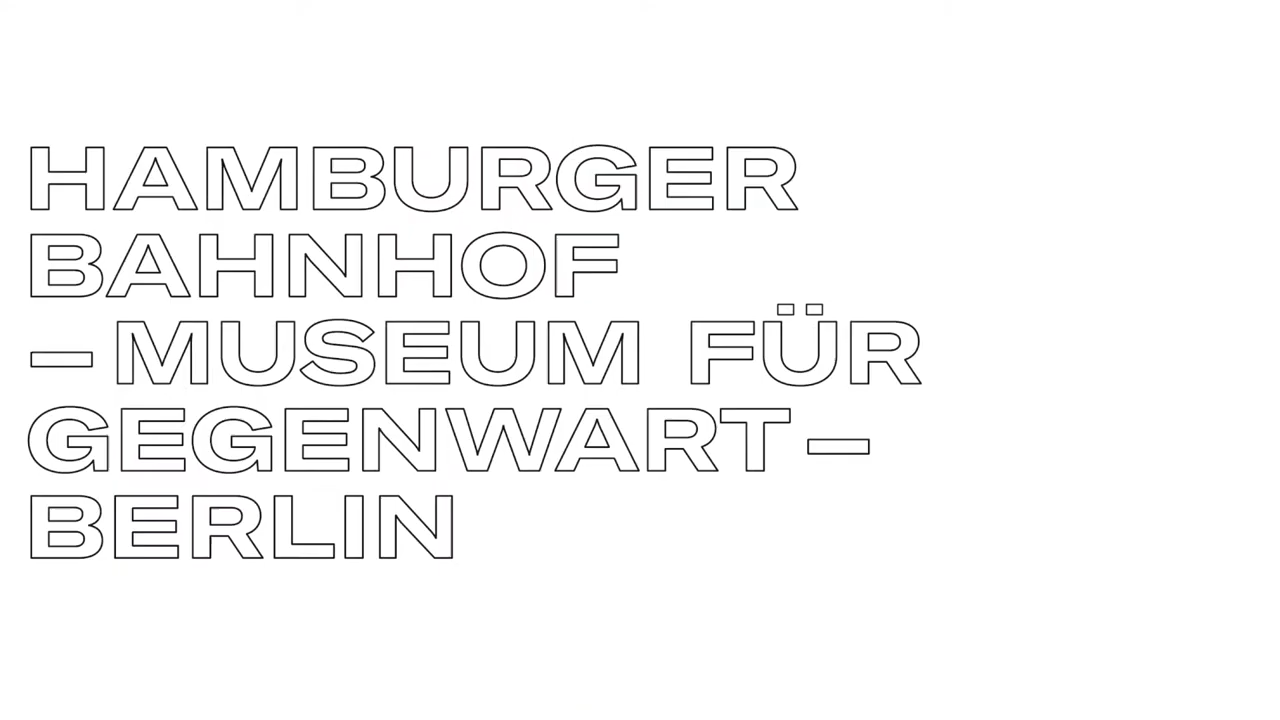 HAMBURGER
BAHNHOF
– MUSEUM FÜR
GEGENWART –
BERLIN